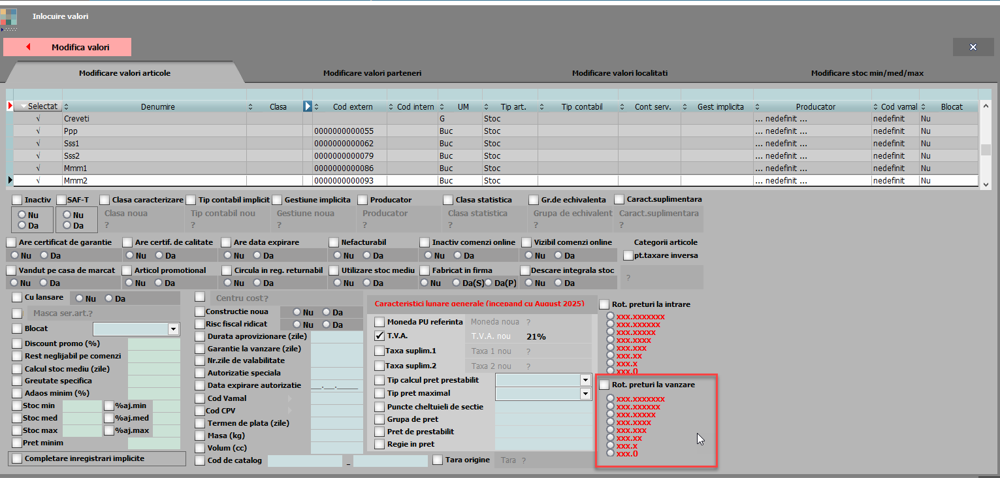 Inlocuire valori
Modifica valori
Modificare valori articole Modificare valori parteneri Modificare valori localitati Modificare stoc min/med/max
Selectat Denumire Clasa Cod extern Cod intern UM Tip art. Tip contabil Cont serv. Gest implicita Producator Cod vamal Blocat
√ Creveti G Stoc ... nedefinit ... nedefinit Nu
√ Ppp 0000000000055 Buc Stoc ... nedefinit ... nedefinit Nu
√ Sss1 0000000000062 Buc Stoc ... nedefinit ... nedefinit Nu
√ Sss2 0000000000079 Buc Stoc ... nedefinit ... nedefinit Nu
√ Mmm1 0000000000086 Buc Stoc ... nedefinit ... nedefinit Nu
√ Mmm2 0000000000093 Buc Stoc ... nedefinit ... nedefinit Nu
Inactiv SAF-T Clasa caracterizare Tip contabil implicit Gestiune implicita Producator Clasa statistica Gr.de echivalenta Caract.suplimentara
Nu Nu Clasa noua Tip contabil nou Gestiune noua Producator Clasa statistica Grupa de echivalent Caract.suplimentara
Da Da ? ? ? ? ? ? ?
Are certificat de garantie Are certif. de calitate Are data expirare Nefacturabil Inactiv comenzi online Vizibil comenzi online Categorii articole
Nu Da Nu Da Nu Da Nu Da Nu Da Nu Da pt.taxare inversa
Vandut pe casa de marcat Articol promotional Circula in reg. returnabil Utilizare stoc mediu Fabricat in firma Descare integrala stoc
Nu Da Nu Da Nu Da Nu Da Nu Da(S) Da(P) Nu Da ?
Cu lansare Nu Da
Masca ser.art.?
Blocat
Discount promo (%)
Rest neglijabil pe comenzi
Calcul stoc mediu (zile)
Greutate specifica
Adaos minim (%)
Stoc min %aj.min
Stoc med %aj.med
Stoc max %aj.max
Pret minim
Completare inregistrari implicite
Centru cost?
Constructie noua Nu Da
Risc fiscal ridicat Nu Da
Durata aprovizionare (zile)
Garantie la vanzare (zile)
Nr.zile de valabilitate
Autorizatie speciala
Data expirare autorizatie __.__.____
Cod Vamal
Cod CPV
Termen de plata (zile)
Masa (kg)
Volum (cc)
Cod de catalog _
Caracteristici lunare generale (incepand cu August 2025)
Moneda PU referinta Moneda noua ?
T.V.A. T.V.A. nou 21%
Taxa suplim.1 Taxa 1 nou ?
Taxa suplim.2 Taxa 2 nou ?
Tip calcul pret prestabilit
Tip pret maximal
Puncte cheltuieli de sectie
Grupa de pret
Pret de prestabilit
Regie in pret
Tara origine Tara ?
Rot. preturi la intrare
xxx.xxxxxxx
xxx.xxxxxx
xxx.xxxxx
xxx.xxxx
xxx.xxx
xxx.xx
xxx.x
xxx.0
Rot. preturi la vanzare
xxx.xxxxxxx
xxx.xxxxxx
xxx.xxxxx
xxx.xxxx
xxx.xxx
xxx.xx
xxx.x
xxx.0